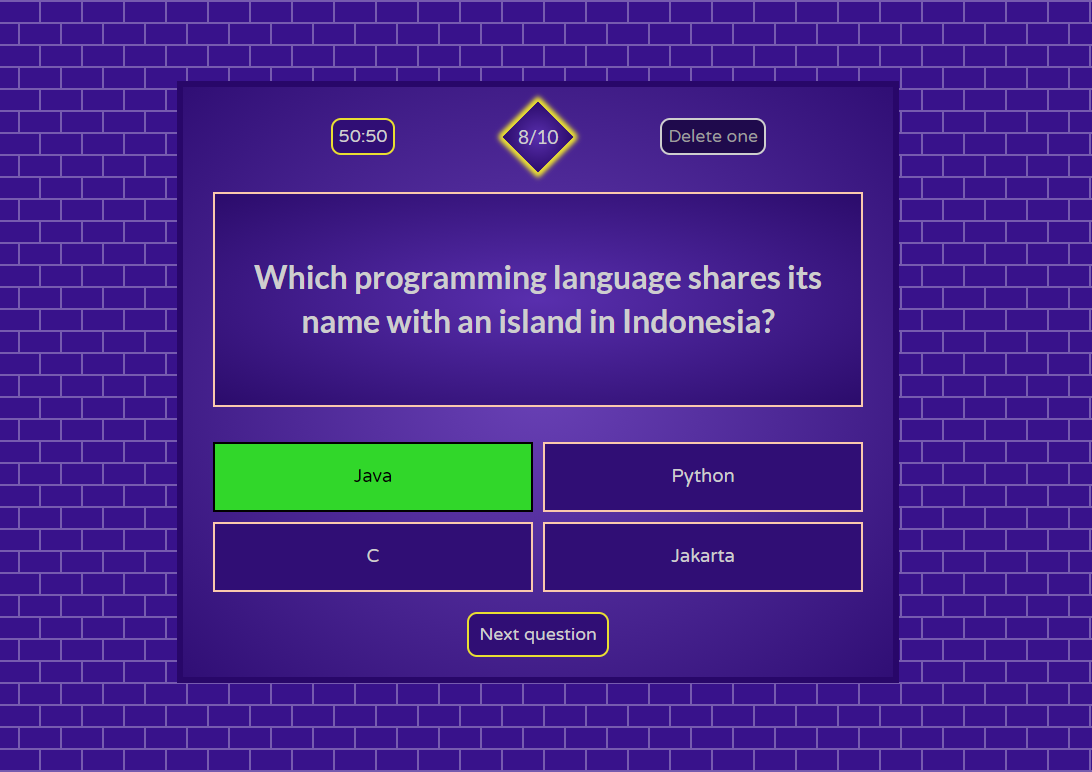 50:50
8/10
Delete one
Which programming language shares its
name with an island in Indonesia?
Java
Python
C
Jakarta
Next question